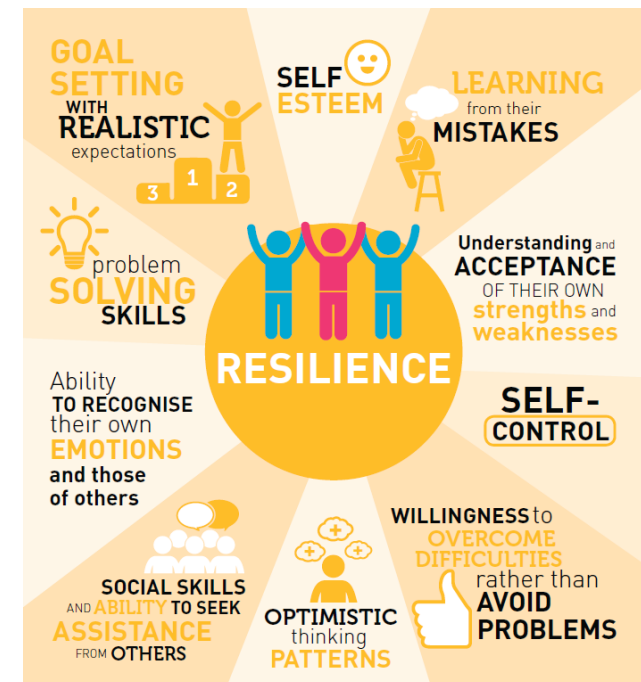 GOAL
SETTING
WITH
REALISTIC
expectations
3 1 2
SELF
ESTEEM
LEARNING
from their
MISTAKES
Understanding and
ACCEPTANCE
OF THEIR OWN
strengths and
weaknesses
SELF-
CONTROL
WILLINGNESS to
OVERCOME
DIFFICULTIES
rather than
AVOID
PROBLEMS
OPTIMISTIC
thinking
PATTERNS
SOCIAL SKILLS
AND ABILITY TO SEEK
ASSISTANCE
FROM OTHERS
Ability
TO RECOGNISE
their own
EMOTIONS
and those
of others
problem
SOLVING
SKILLS
RESILIENCE